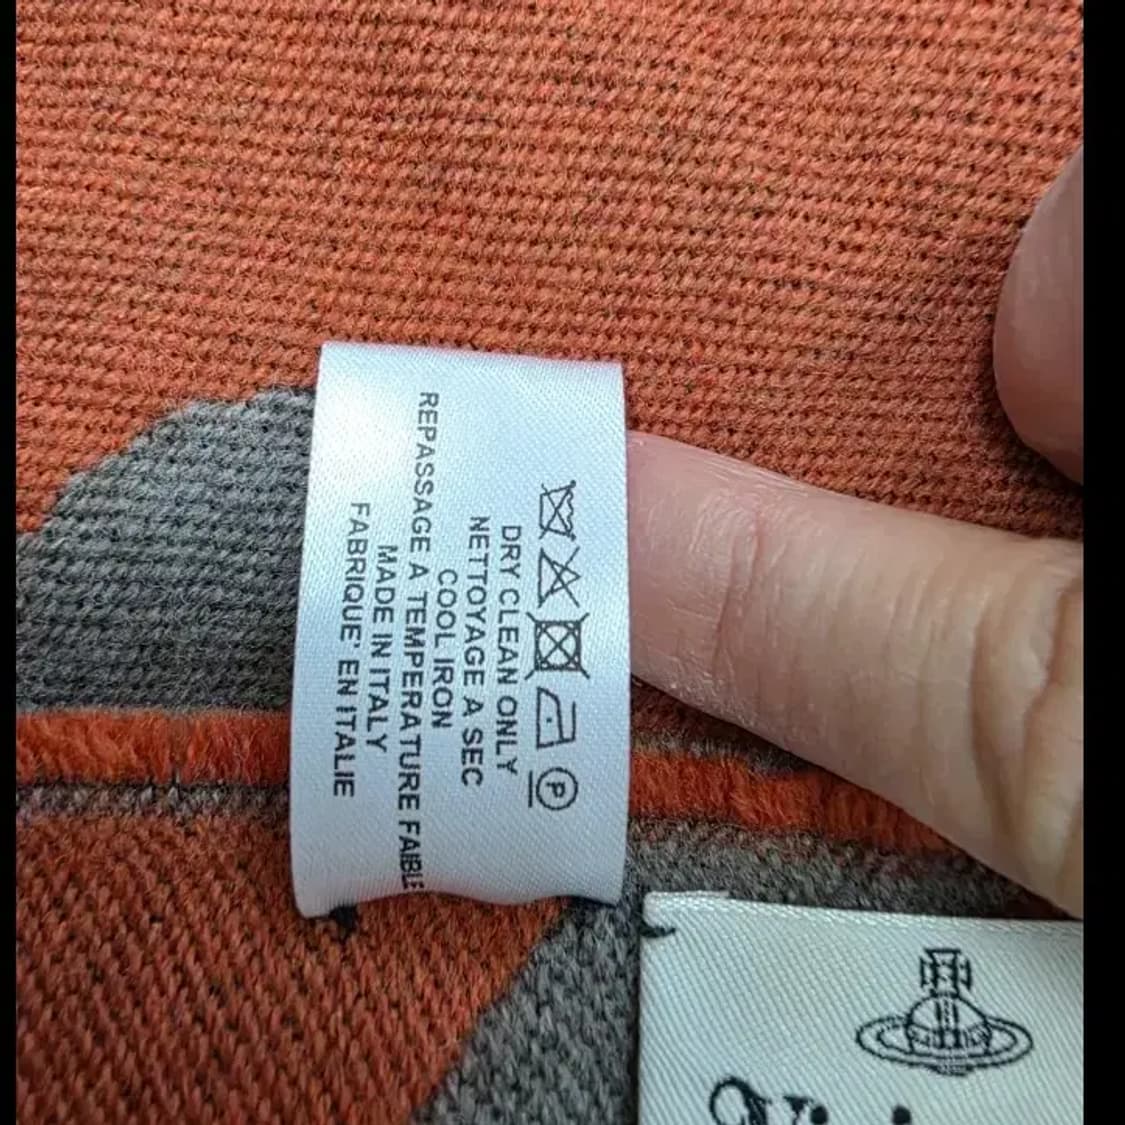 P
DRY CLEAN ONLY
NETTOYAGE A SEC
COOL IRON
REPASSAGE A TEMPERATURE FAIBLE
MADE IN ITALY
FABRIQUE' EN ITALIE